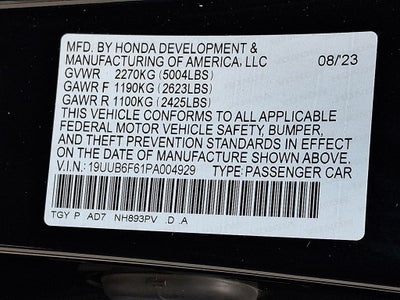 MFD. BY HONDA DEVELOPMENT &
MANUFACTURING OF AMERICA, LLC 08/'23
GVWR 2270KG (5004LBS)
GAWR F 1190KG (2623LBS)
GAWR R 1100KG (2425LBS)
THIS VEHICLE CONFORMS TO ALL APPLICABLE
FEDERAL MOTOR VEHICLE SAFETY, BUMPER,
AND THEFT PREVENTION STANDARDS IN EFFECT
ON THE DATE OF MANUFACTURE SHOWN ABOVE.
V.I.N.: 19UUB6F61PA004929 TYPE: PASSENGER CAR
TGY P AD7 NH893PV .D .A